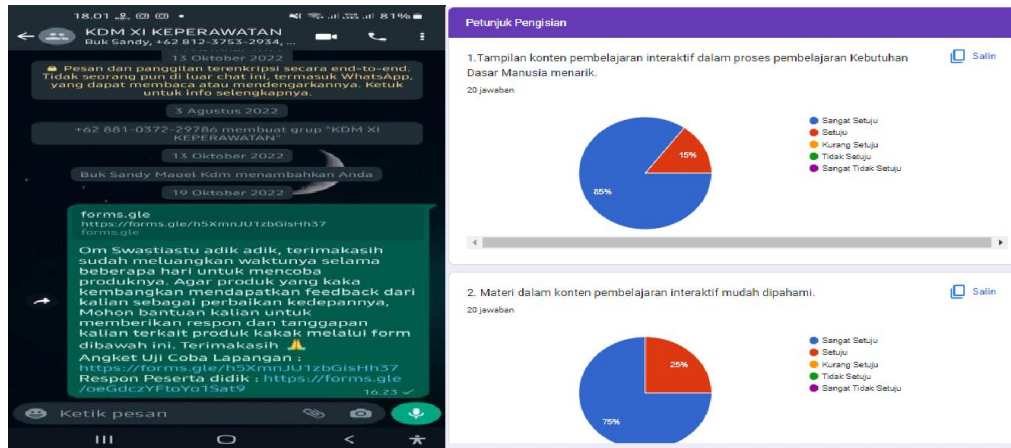 18.01
81%
KDM XI KEPERAWATAN
Buk Sandy, +62 812-3753-2934, ...
13 Oktober 2022
Pesan dan panggilan terenkripsi secara end-to-end.
Tidak seorang pun di luar chat ini, termasuk WhatsApp,
yang dapat membaca atau mendengarkannya. Ketuk
untuk info selengkapnya.
3 Agustus 2022
+62 881-0372-29786 membuat grup "KDM XI
KEPERAWATAN"
13 Oktober 2022
Buk Sandy Magel Kdm menambahkan Anda
19 Oktober 2022
forms.gle
https://forms.gle/h5XmnJU1zbGisHh37
forms.gle
Om Swastiastu adik adik, terimakasih
sudah meluangkan waktunya selama
beberapa hari untuk mencoba
produknya. Agar produk yang kaka
kembangkan mendapatkan feedback dari
kalian sebagai perbaikan kedepannya,
Mohon bantuan kalian untuk
memberikan respon dan tanggapan
kalian terkait produk kakak melalui form
dibawah ini. Terimakasih 🙏
Angket Uji Coba Lapangan :
https://forms.gle/h5XmnJU1zbGisHh37
Respon Peserta didik : https://forms.gle
/oeGdczYFtoYo1Sat9
16.23
Ketik pesan
Petunjuk Pengisian
1.Tampilan konten pembelajaran interaktif dalam proses pembelajaran Kebutuhan
Dasar Manusia menarik.
Salin
20 jawaban
Sangat Setuju
Setuju
Kurang Setuju
Tidak Setuju
Sangat Tidak Setuju
15%
85%
2. Materi dalam konten pembelajaran interaktif mudah dipahami.
Salin
20 jawaban
Sangat Setuju
Setuju
Kurang Setuju
Tidak Setuju
Sangat Tidak Setuju
25%
75%